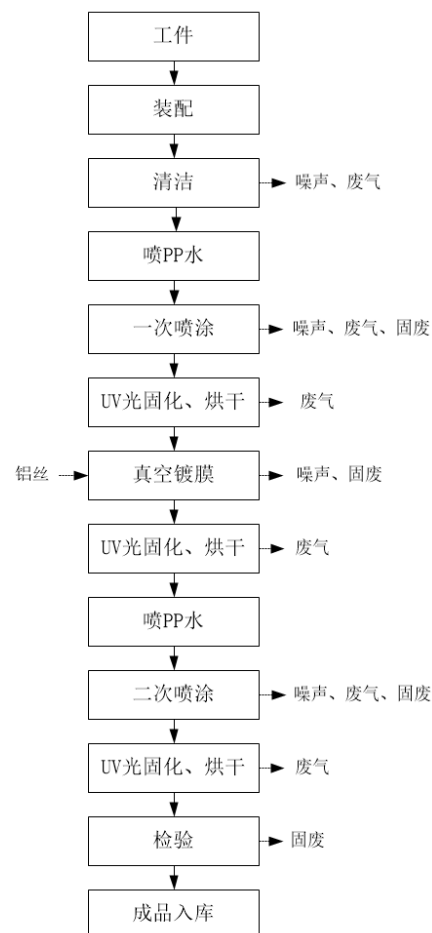 工件
装配
清洁
噪声、废气
喷PP水
一次喷涂
噪声、废气、固废
UV光固化、烘干
废气
铝丝
真空镀膜
噪声、固废
UV光固化、烘干
废气
喷PP水
二次喷涂
噪声、废气、固废
UV光固化、烘干
废气
检验
固废
成品入库